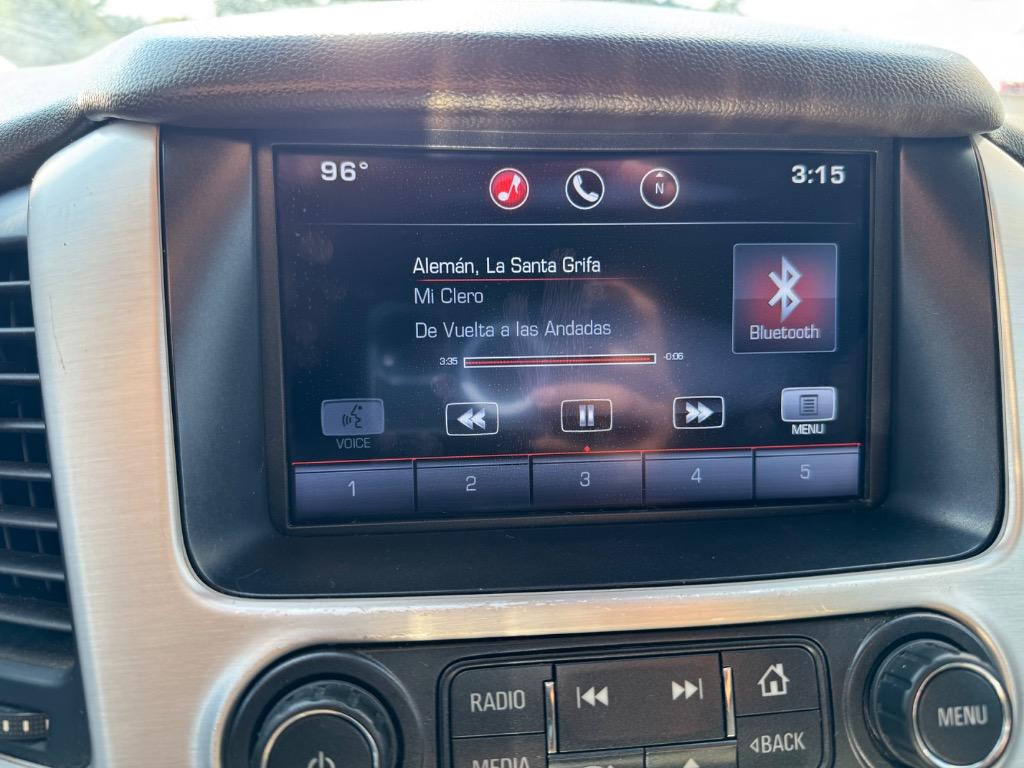 96° N 3:15
Alemán, La Santa Grifa
Mi Clero
De Vuelta a las Andadas
Bluetooth
3:35 -0:06
VOICE MENU
1 2 3 4 5
RADIO
MENU
MEDIA BACK